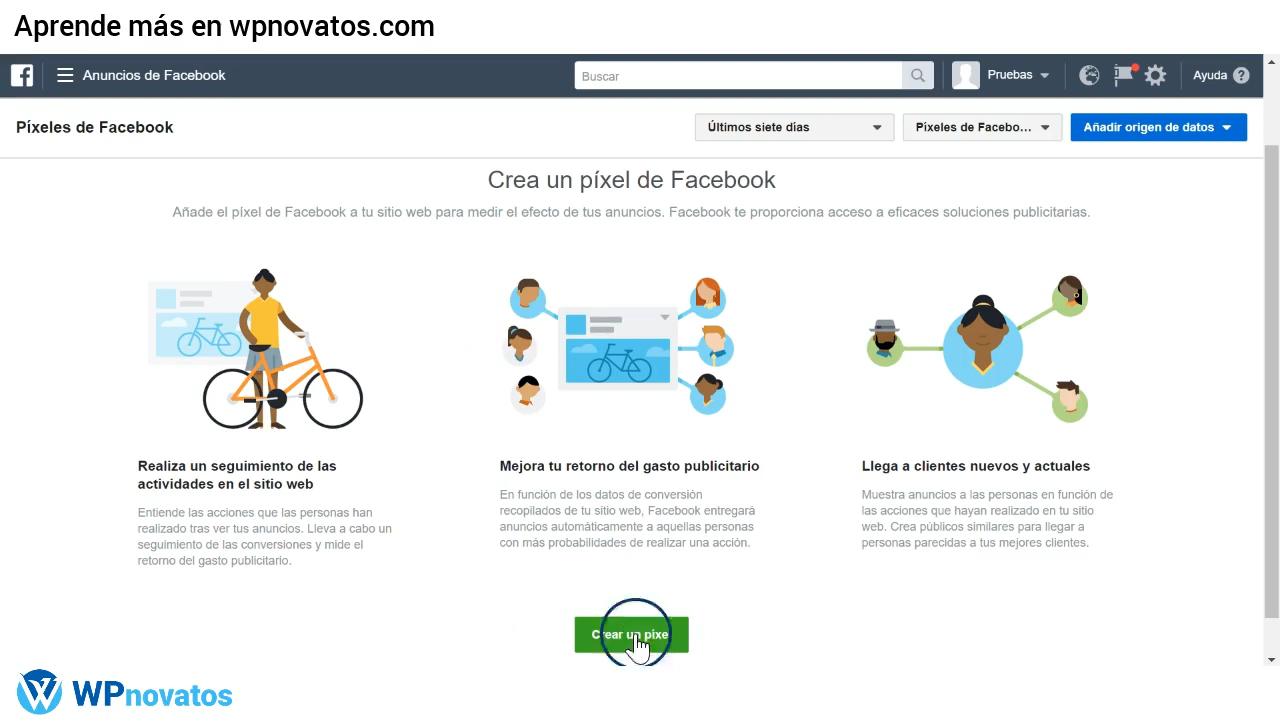 Aprende más en wpnovatos.com
Anuncios de Facebook
Buscar
Pruebas
Ayuda
Píxeles de Facebook
Últimos siete días
Píxeles de Facebo...
Añadir origen de datos
Crea un píxel de Facebook
Añade el píxel de Facebook a tu sitio web para medir el efecto de tus anuncios. Facebook te proporciona acceso a eficaces soluciones publicitarias.
Realiza un seguimiento de las
actividades en el sitio web
Entiende las acciones que las personas han
realizado tras ver tus anuncios. Lleva a cabo un
seguimiento de las conversiones y mide el
retorno del gasto publicitario.
Mejora tu retorno del gasto publicitario
En función de los datos de conversión
recopilados de tu sitio web, Facebook entregará
anuncios automáticamente a aquellas personas
con más probabilidades de realizar una acción.
Llega a clientes nuevos y actuales
Muestra anuncios a las personas en función de
las acciones que hayan realizado en tu sitio
web. Crea públicos similares para llegar a
personas parecidas a tus mejores clientes.
Crear un píxel
WPnovatos